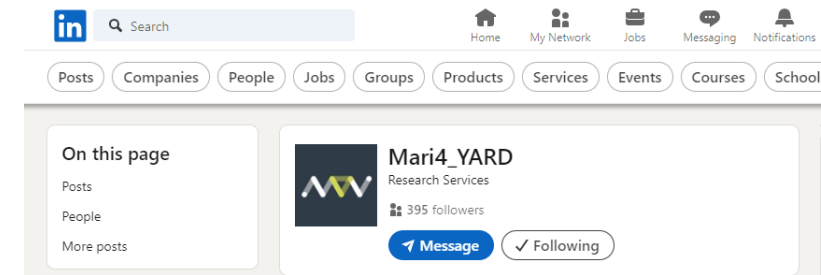 in Search
Home My Network Jobs Messaging Notifications
Posts Companies People Jobs Groups Products Services Events Courses School
On this page
Posts
People
More posts
Mari4_YARD
Research Services
395 followers
Message Following